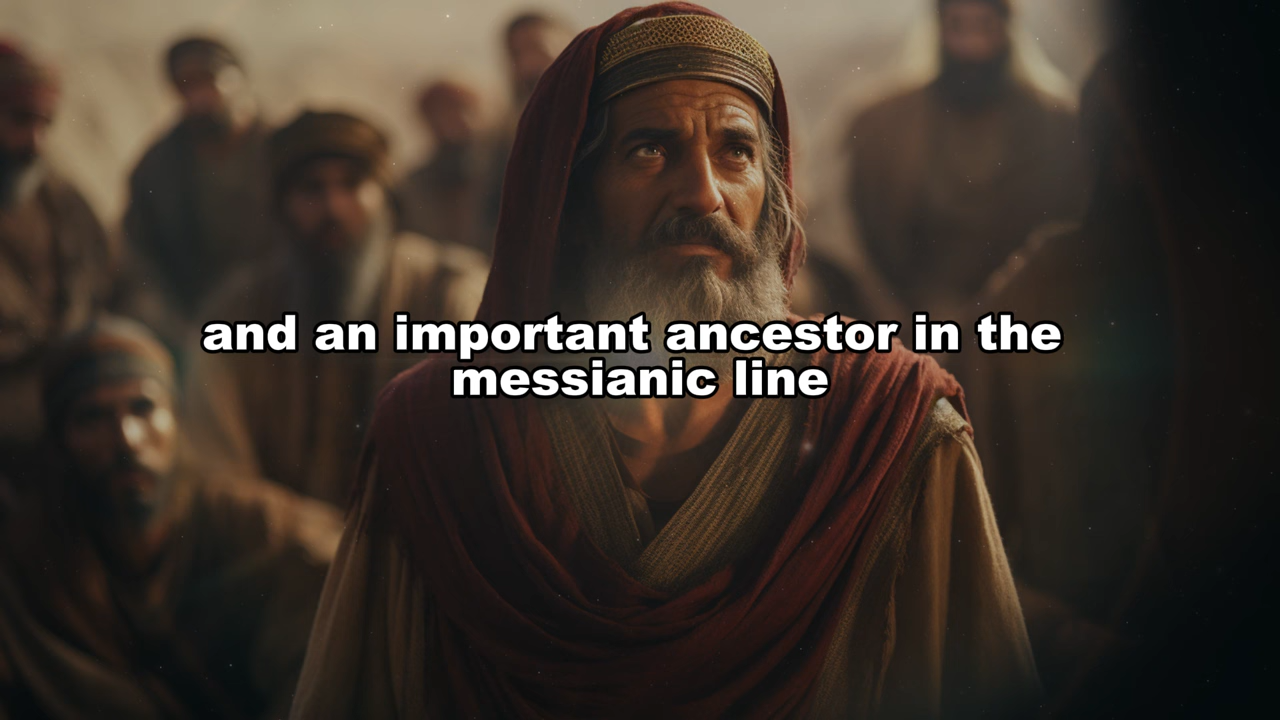 and an important ancestor in the
messianic line